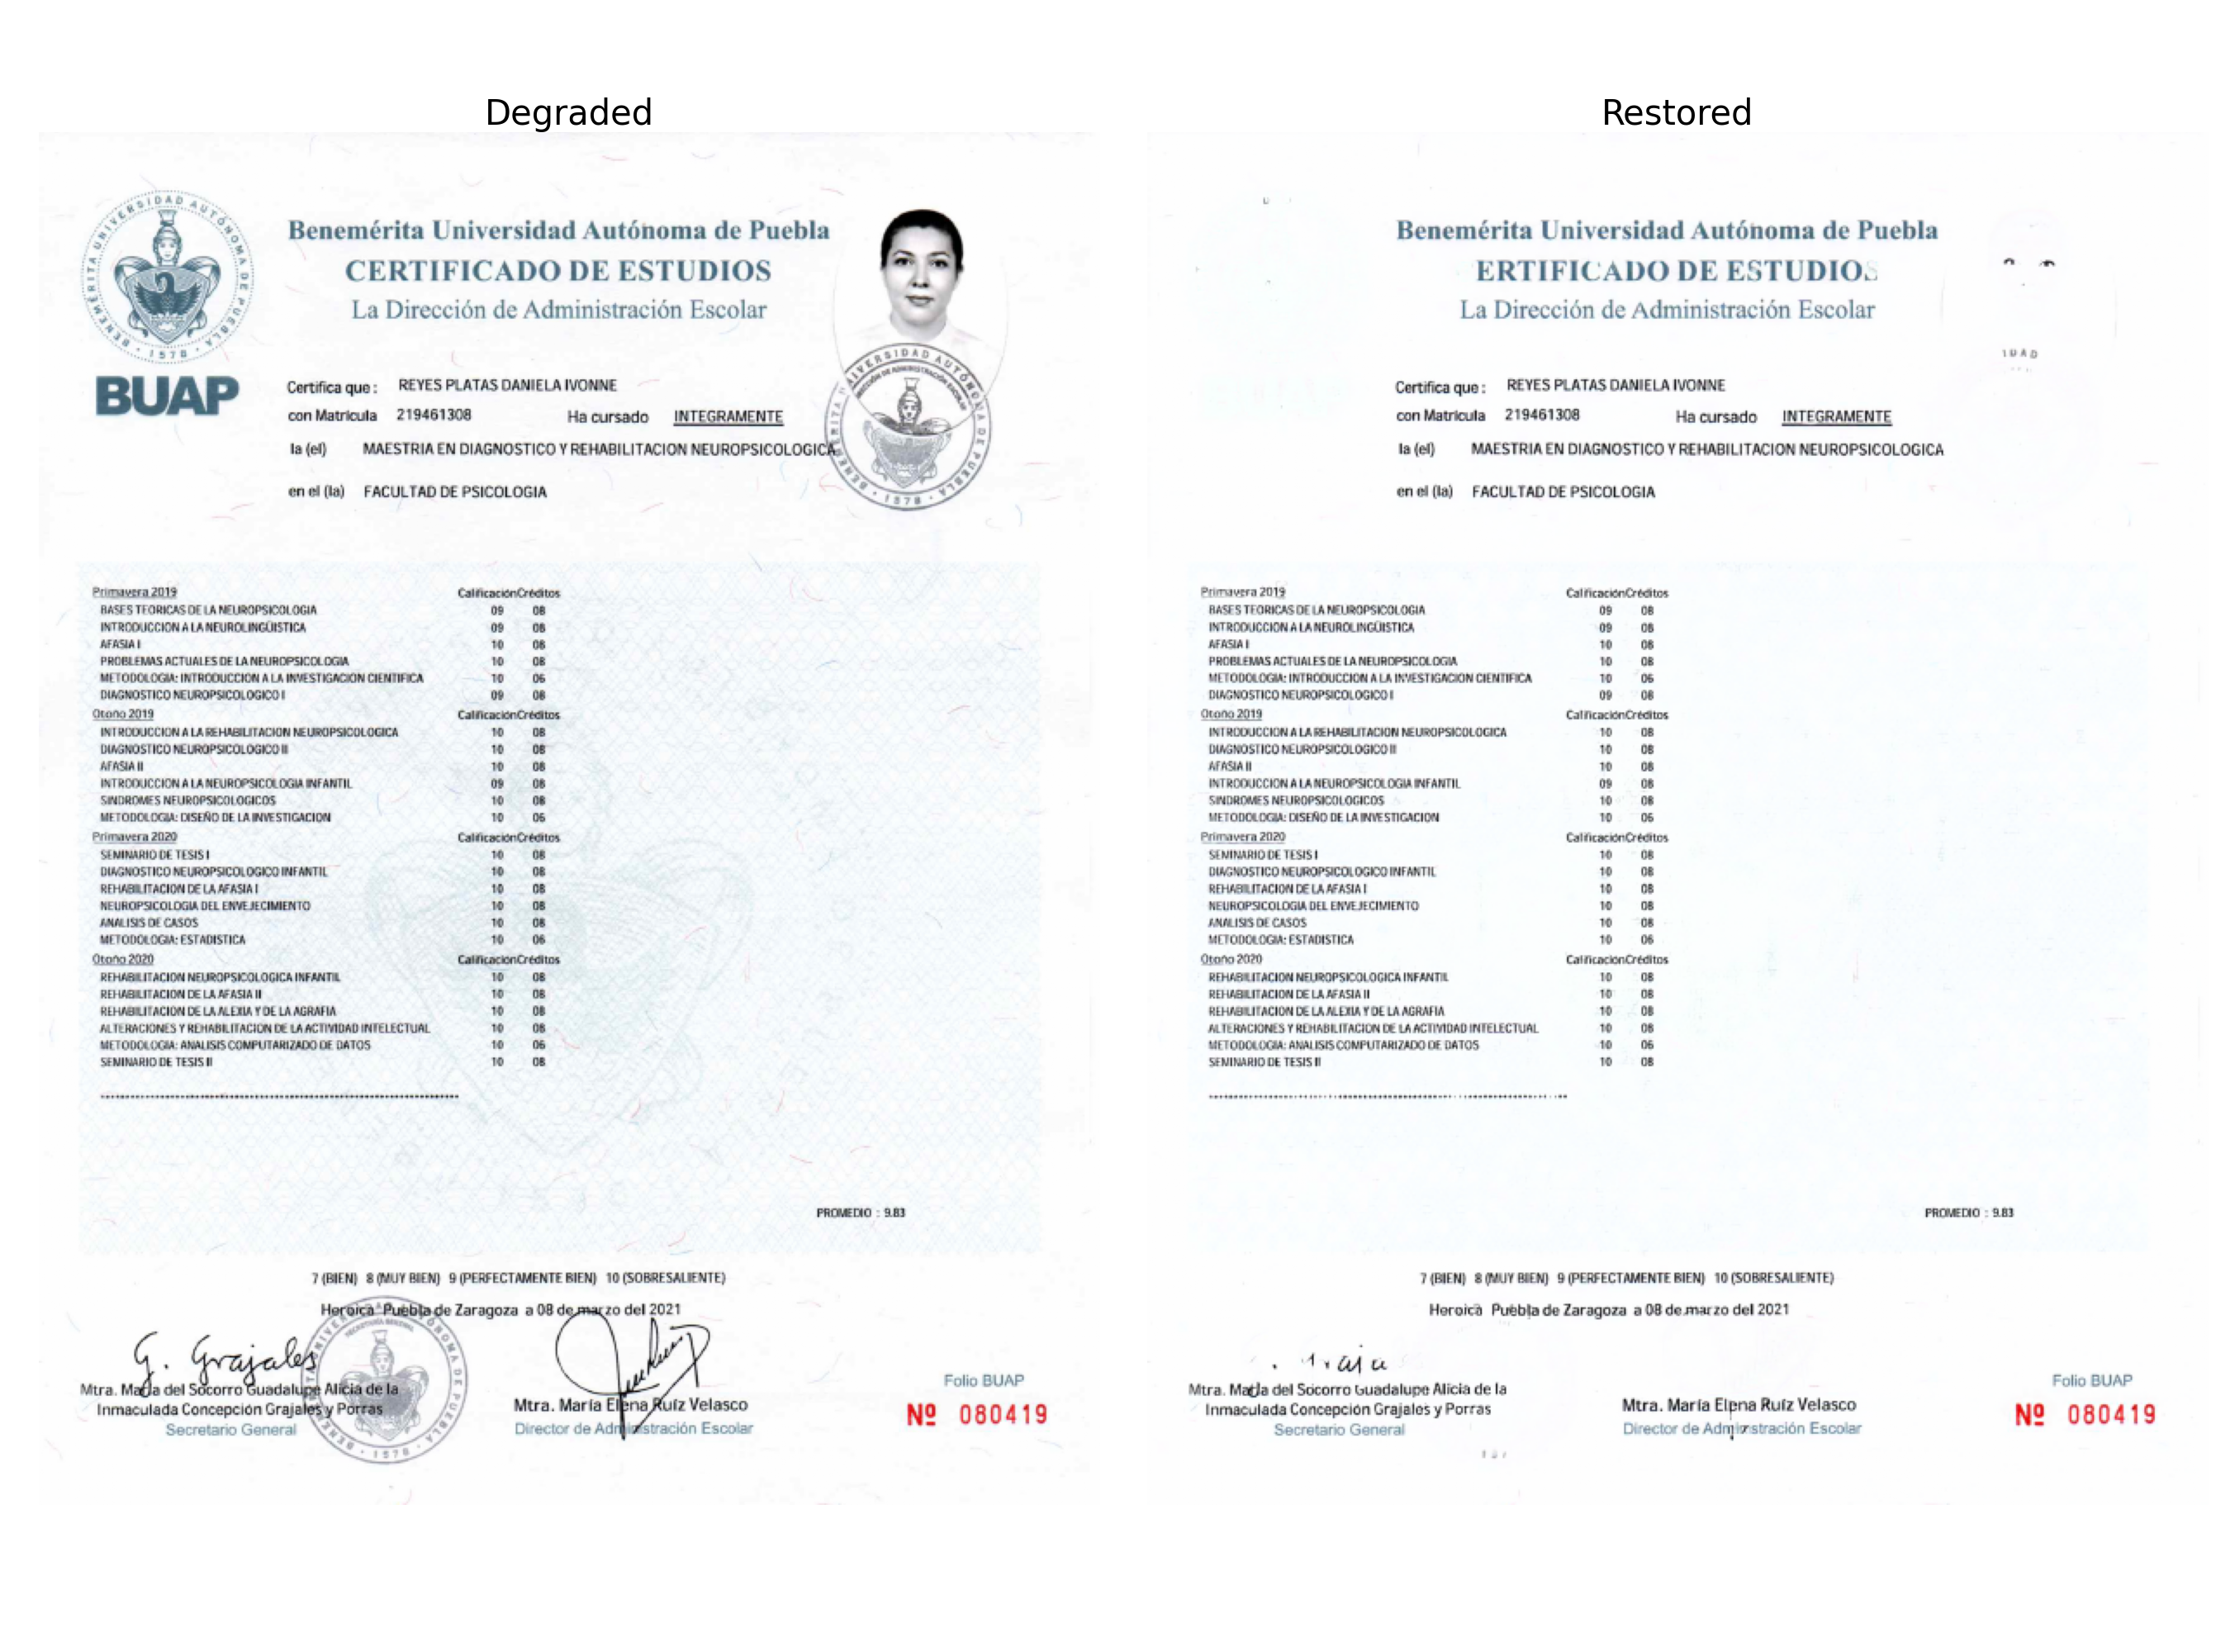 Degraded
BENEMÉRITA UNIVERSIDAD AUTÓNOMA DE PUEBLA
· 1578 ·
BUAP
Benemérita Universidad Autónoma de Puebla
CERTIFICADO DE ESTUDIOS
La Dirección de Administración Escolar
Certifica que : REYES PLATAS DANIELA IVONNE
con Matrícula 219461308 Ha cursado INTEGRAMENTE
la (el) MAESTRIA EN DIAGNOSTICO Y REHABILITACION NEUROPSICOLOGICA
en el (la) FACULTAD DE PSICOLOGIA
UNIVERSIDAD AUTÓNOMA DE PUEBLA
· 1578 ·
Primavera 2019 Calificación Créditos
BASES TEORICAS DE LA NEUROPSICOLOGIA 09 08
INTRODUCCION A LA NEUROLINGÜISTICA 09 08
AFASIA I 10 08
PROBLEMAS ACTUALES DE LA NEUROPSICOLOGIA 10 08
METODOLOGIA: INTRODUCCION A LA INVESTIGACION CIENTIFICA 10 06
DIAGNOSTICO NEUROPSICOLOGICO I 09 08
Otoño 2019 Calificación Créditos
INTRODUCCION A LA REHABILITACION NEUROPSICOLOGICA 10 08
DIAGNOSTICO NEUROPSICOLOGICO II 10 08
AFASIA II 10 08
INTRODUCCION A LA NEUROPSICOLOGIA INFANTIL 09 08
SINDROMES NEUROPSICOLOGICOS 10 08
METODOLOGIA: DISEÑO DE LA INVESTIGACION 10 06
Primavera 2020 Calificación Créditos
SEMINARIO DE TESIS I 10 08
DIAGNOSTICO NEUROPSICOLOGICO INFANTIL 10 08
REHABILITACION DE LA AFASIA I 10 08
NEUROPSICOLOGIA DEL ENVEJECIMIENTO 10 08
ANALISIS DE CASOS 10 08
METODOLOGIA: ESTADISTICA 10 06
Otoño 2020 Calificación Créditos
REHABILITACION NEUROPSICOLOGICA INFANTIL 10 08
REHABILITACION DE LA AFASIA II 10 08
REHABILITACION DE LA ALEXIA Y DE LA AGRAFIA 10 08
ALTERACIONES Y REHABILITACION DE LA ACTIVIDAD INTELECTUAL 10 08
METODOLOGIA: ANALISIS COMPUTARIZADO DE DATOS 10 06
SEMINARIO DE TESIS II 10 08
PROMEDIO : 9.83
7 (BIEN) 8 (MUY BIEN) 9 (PERFECTAMENTE BIEN) 10 (SOBRESALIENTE)
Heroica Puebla de Zaragoza a 08 de marzo del 2021
G. Grajales
Mtra. María del Socorro Guadalupe Alicia de la
Inmaculada Concepción Grajales y Porras
Secretario General
· 1578 ·
Mtra. María Elena Ruíz Velasco
Director de Administración Escolar
Folio BUAP
Nº 080419
Restored
Benemérita Universidad Autónoma de Puebla
ERTIFICADO DE ESTUDIOS
La Dirección de Administración Escolar
IDAD
Certifica que : REYES PLATAS DANIELA IVONNE
con Matrícula 219461308 Ha cursado INTEGRAMENTE
la (el) MAESTRIA EN DIAGNOSTICO Y REHABILITACION NEUROPSICOLOGICA
en el (la) FACULTAD DE PSICOLOGIA
Primavera 2019 Calificación Créditos
BASES TEORICAS DE LA NEUROPSICOLOGIA 09 08
INTRODUCCION A LA NEUROLINGÜISTICA 09 08
AFASIA I 10 08
PROBLEMAS ACTUALES DE LA NEUROPSICOLOGIA 10 08
METODOLOGIA: INTRODUCCION A LA INVESTIGACION CIENTIFICA 10 06
DIAGNOSTICO NEUROPSICOLOGICO I 09 08
Otoño 2019 Calificación Créditos
INTRODUCCION A LA REHABILITACION NEUROPSICOLOGICA 10 08
DIAGNOSTICO NEUROPSICOLOGICO II 10 08
AFASIA II 10 08
INTRODUCCION A LA NEUROPSICOLOGIA INFANTIL 09 08
SINDROMES NEUROPSICOLOGICOS 10 08
METODOLOGIA: DISEÑO DE LA INVESTIGACION 10 06
Primavera 2020 Calificación Créditos
SEMINARIO DE TESIS I 10 08
DIAGNOSTICO NEUROPSICOLOGICO INFANTIL 10 08
REHABILITACION DE LA AFASIA I 10 08
NEUROPSICOLOGIA DEL ENVEJECIMIENTO 10 08
ANALISIS DE CASOS 10 08
METODOLOGIA: ESTADISTICA 10 06
Otoño 2020 Calificación Créditos
REHABILITACION NEUROPSICOLOGICA INFANTIL 10 08
REHABILITACION DE LA AFASIA II 10 08
REHABILITACION DE LA ALEXIA Y DE LA AGRAFIA 10 08
ALTERACIONES Y REHABILITACION DE LA ACTIVIDAD INTELECTUAL 10 08
METODOLOGIA: ANALISIS COMPUTARIZADO DE DATOS 10 06
SEMINARIO DE TESIS II 10 08
PROMEDIO : 9.83
7 (BIEN) 8 (MUY BIEN) 9 (PERFECTAMENTE BIEN) 10 (SOBRESALIENTE)
Heroica Puebla de Zaragoza a 08 de marzo del 2021
Mtra. María del Socorro Guadalupe Alicia de la
Inmaculada Concepción Grajales y Porras
Secretario General
Mtra. María Elena Ruíz Velasco
Director de Administración Escolar
Folio BUAP
Nº 080419